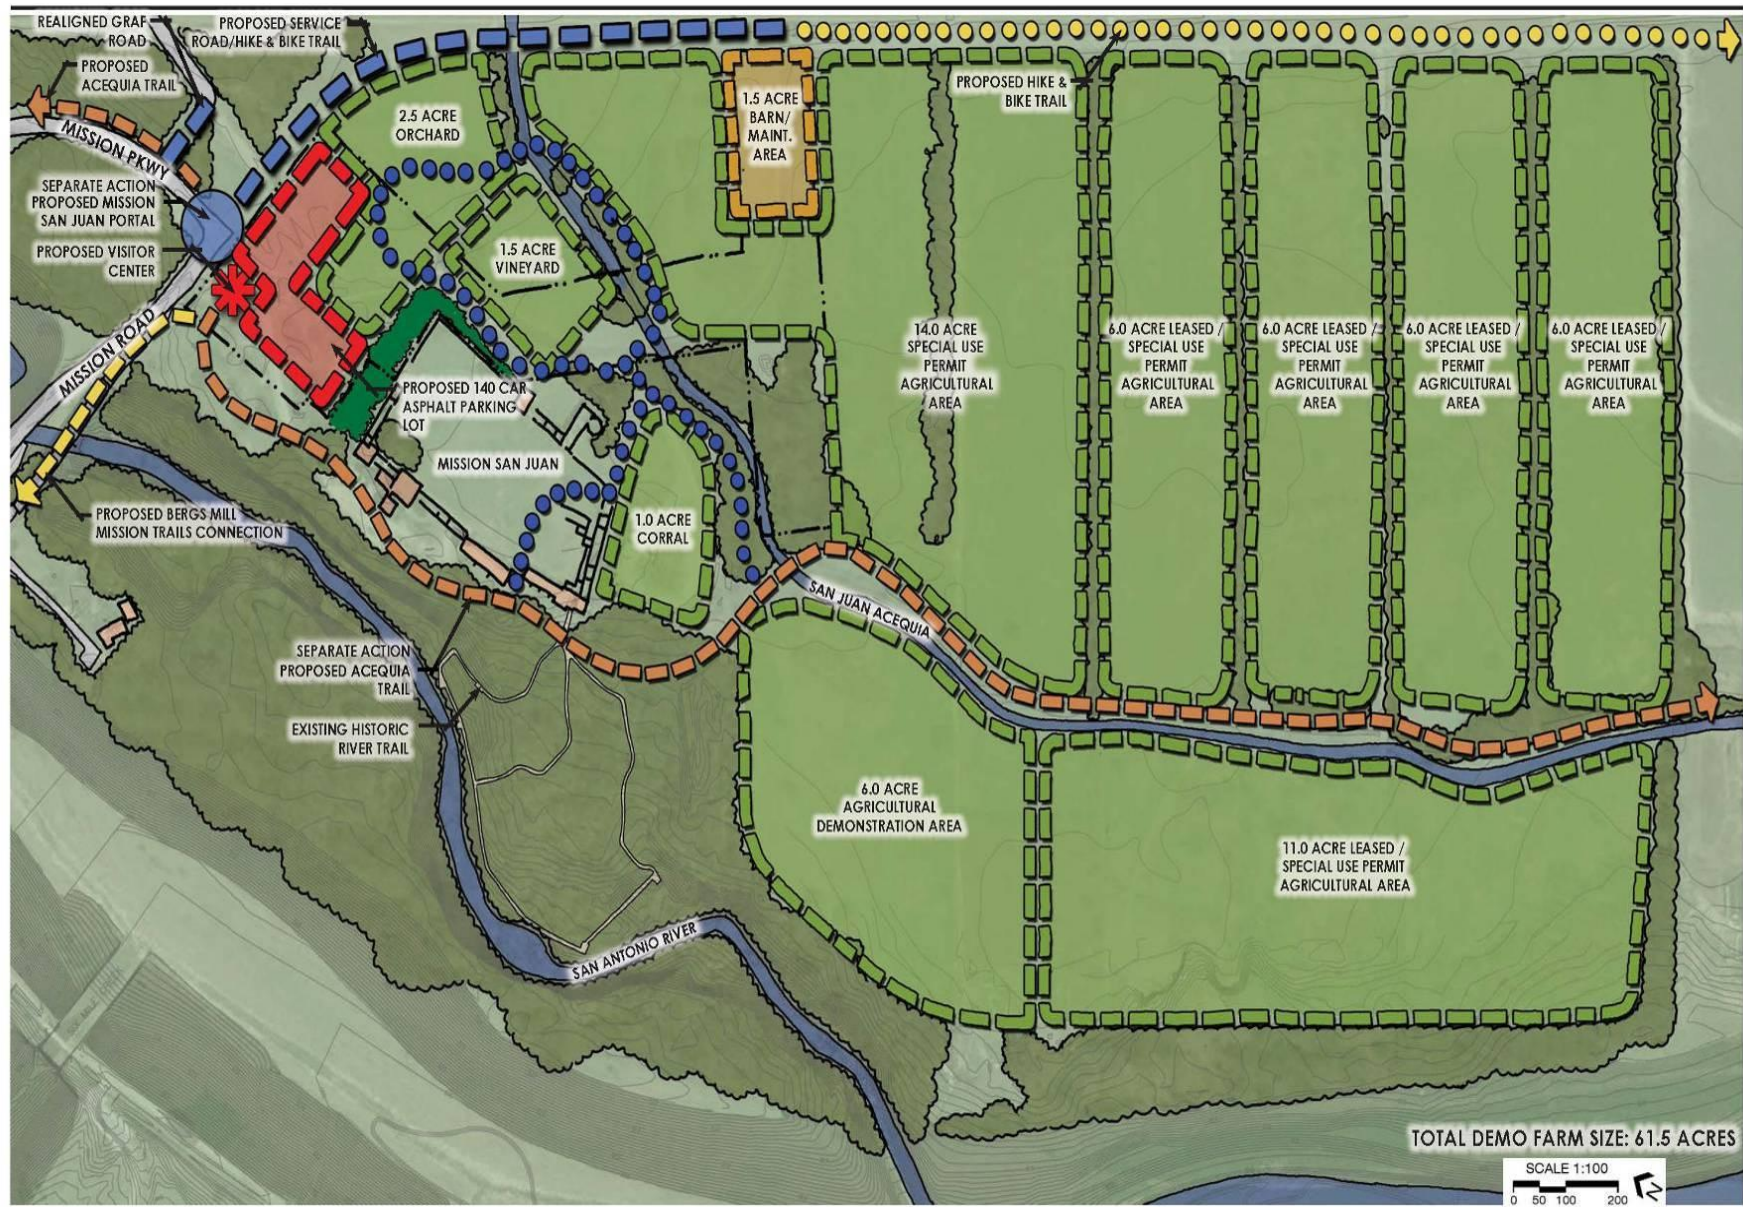 REALIGNED GRAF
ROAD
PROPOSED SERVICE
ROAD/HIKE & BIKE TRAIL
PROPOSED
ACEQUIA TRAIL
MISSION PKWY
SEPARATE ACTION
PROPOSED MISSION
SAN JUAN PORTAL
PROPOSED VISITOR
CENTER
MISSION ROAD
2.5 ACRE
ORCHARD
1.5 ACRE
VINEYARD
1.5 ACRE
BARN/
MAINT.
AREA
PROPOSED HIKE &
BIKE TRAIL
14.0 ACRE
SPECIAL USE
PERMIT
AGRICULTURAL
AREA
6.0 ACRE LEASED /
SPECIAL USE
PERMIT
AGRICULTURAL
AREA
6.0 ACRE LEASED /
SPECIAL USE
PERMIT
AGRICULTURAL
AREA
6.0 ACRE LEASED /
SPECIAL USE
PERMIT
AGRICULTURAL
AREA
6.0 ACRE LEASED /
SPECIAL USE
PERMIT
AGRICULTURAL
AREA
PROPOSED 140 CAR
ASPHALT PARKING
LOT
MISSION SAN JUAN
1.0 ACRE
CORRAL
PROPOSED BERGS MILL
MISSION TRAILS CONNECTION
SAN JUAN ACEQUIA
SEPARATE ACTION
PROPOSED ACEQUIA
TRAIL
EXISTING HISTORIC
RIVER TRAIL
6.0 ACRE
AGRICULTURAL
DEMONSTRATION AREA
11.0 ACRE LEASED /
SPECIAL USE PERMIT
AGRICULTURAL AREA
SAN ANTONIO RIVER
TOTAL DEMO FARM SIZE: 61.5 ACRES
SCALE 1:100
0 50 100 200
N